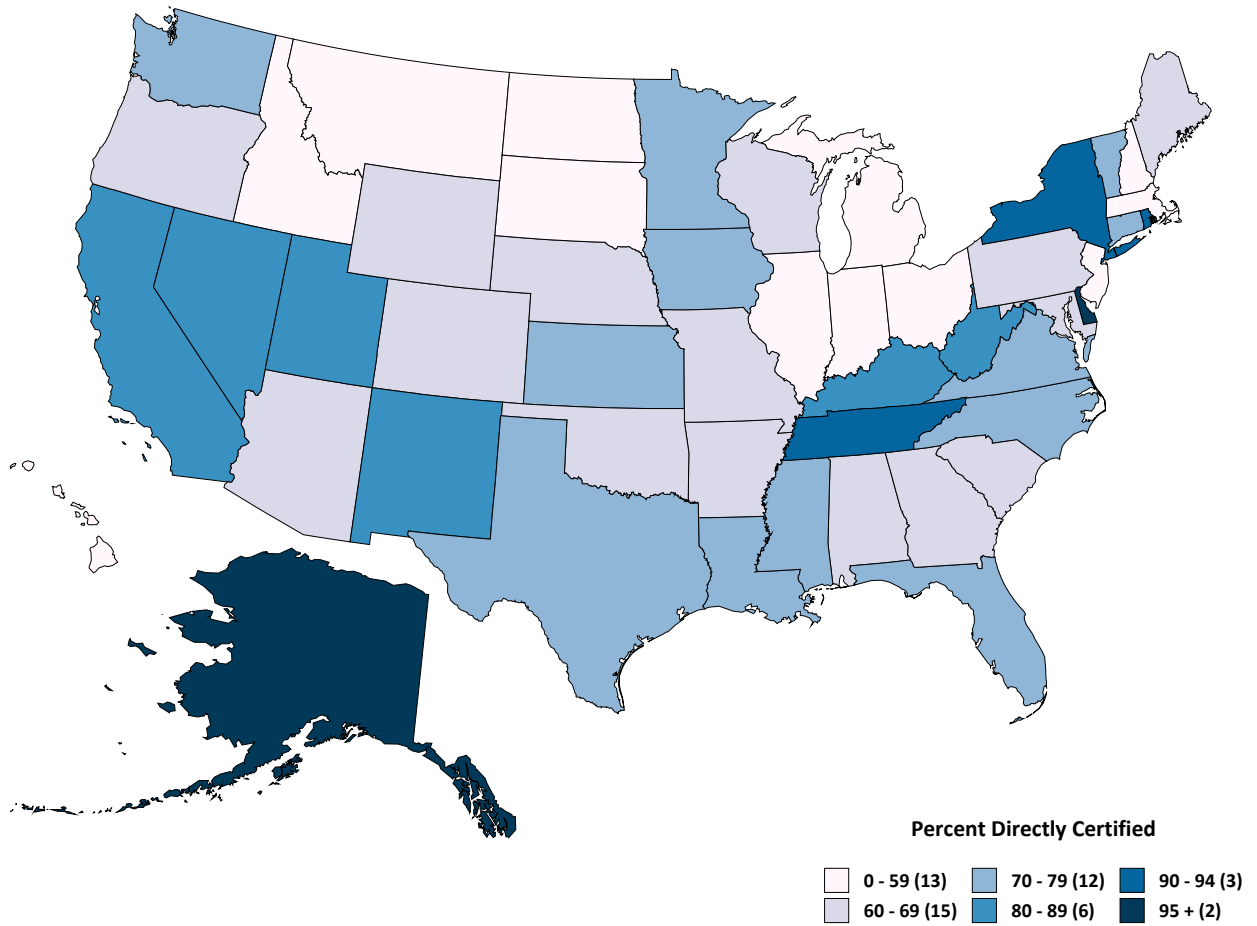 Percent Directly Certified
0 - 59 (13) 70 - 79 (12) 90 - 94 (3)
60 - 69 (15) 80 - 89 (6) 95 + (2)